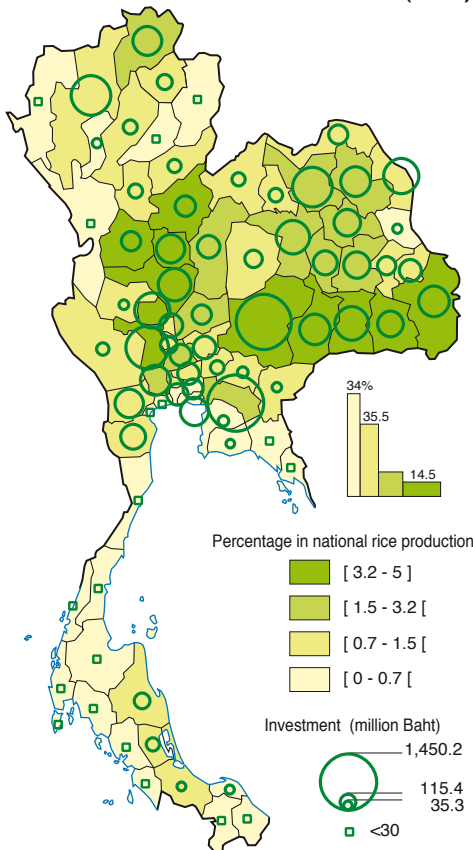 34%
35.5
14.5
Percentage in national rice production
[ 3.2 - 5 ]
[ 1.5 - 3.2 [
[ 0.7 - 1.5 [
[ 0 - 0.7 [
Investment (million Baht)
1,450.2
115.4
35.3
<30